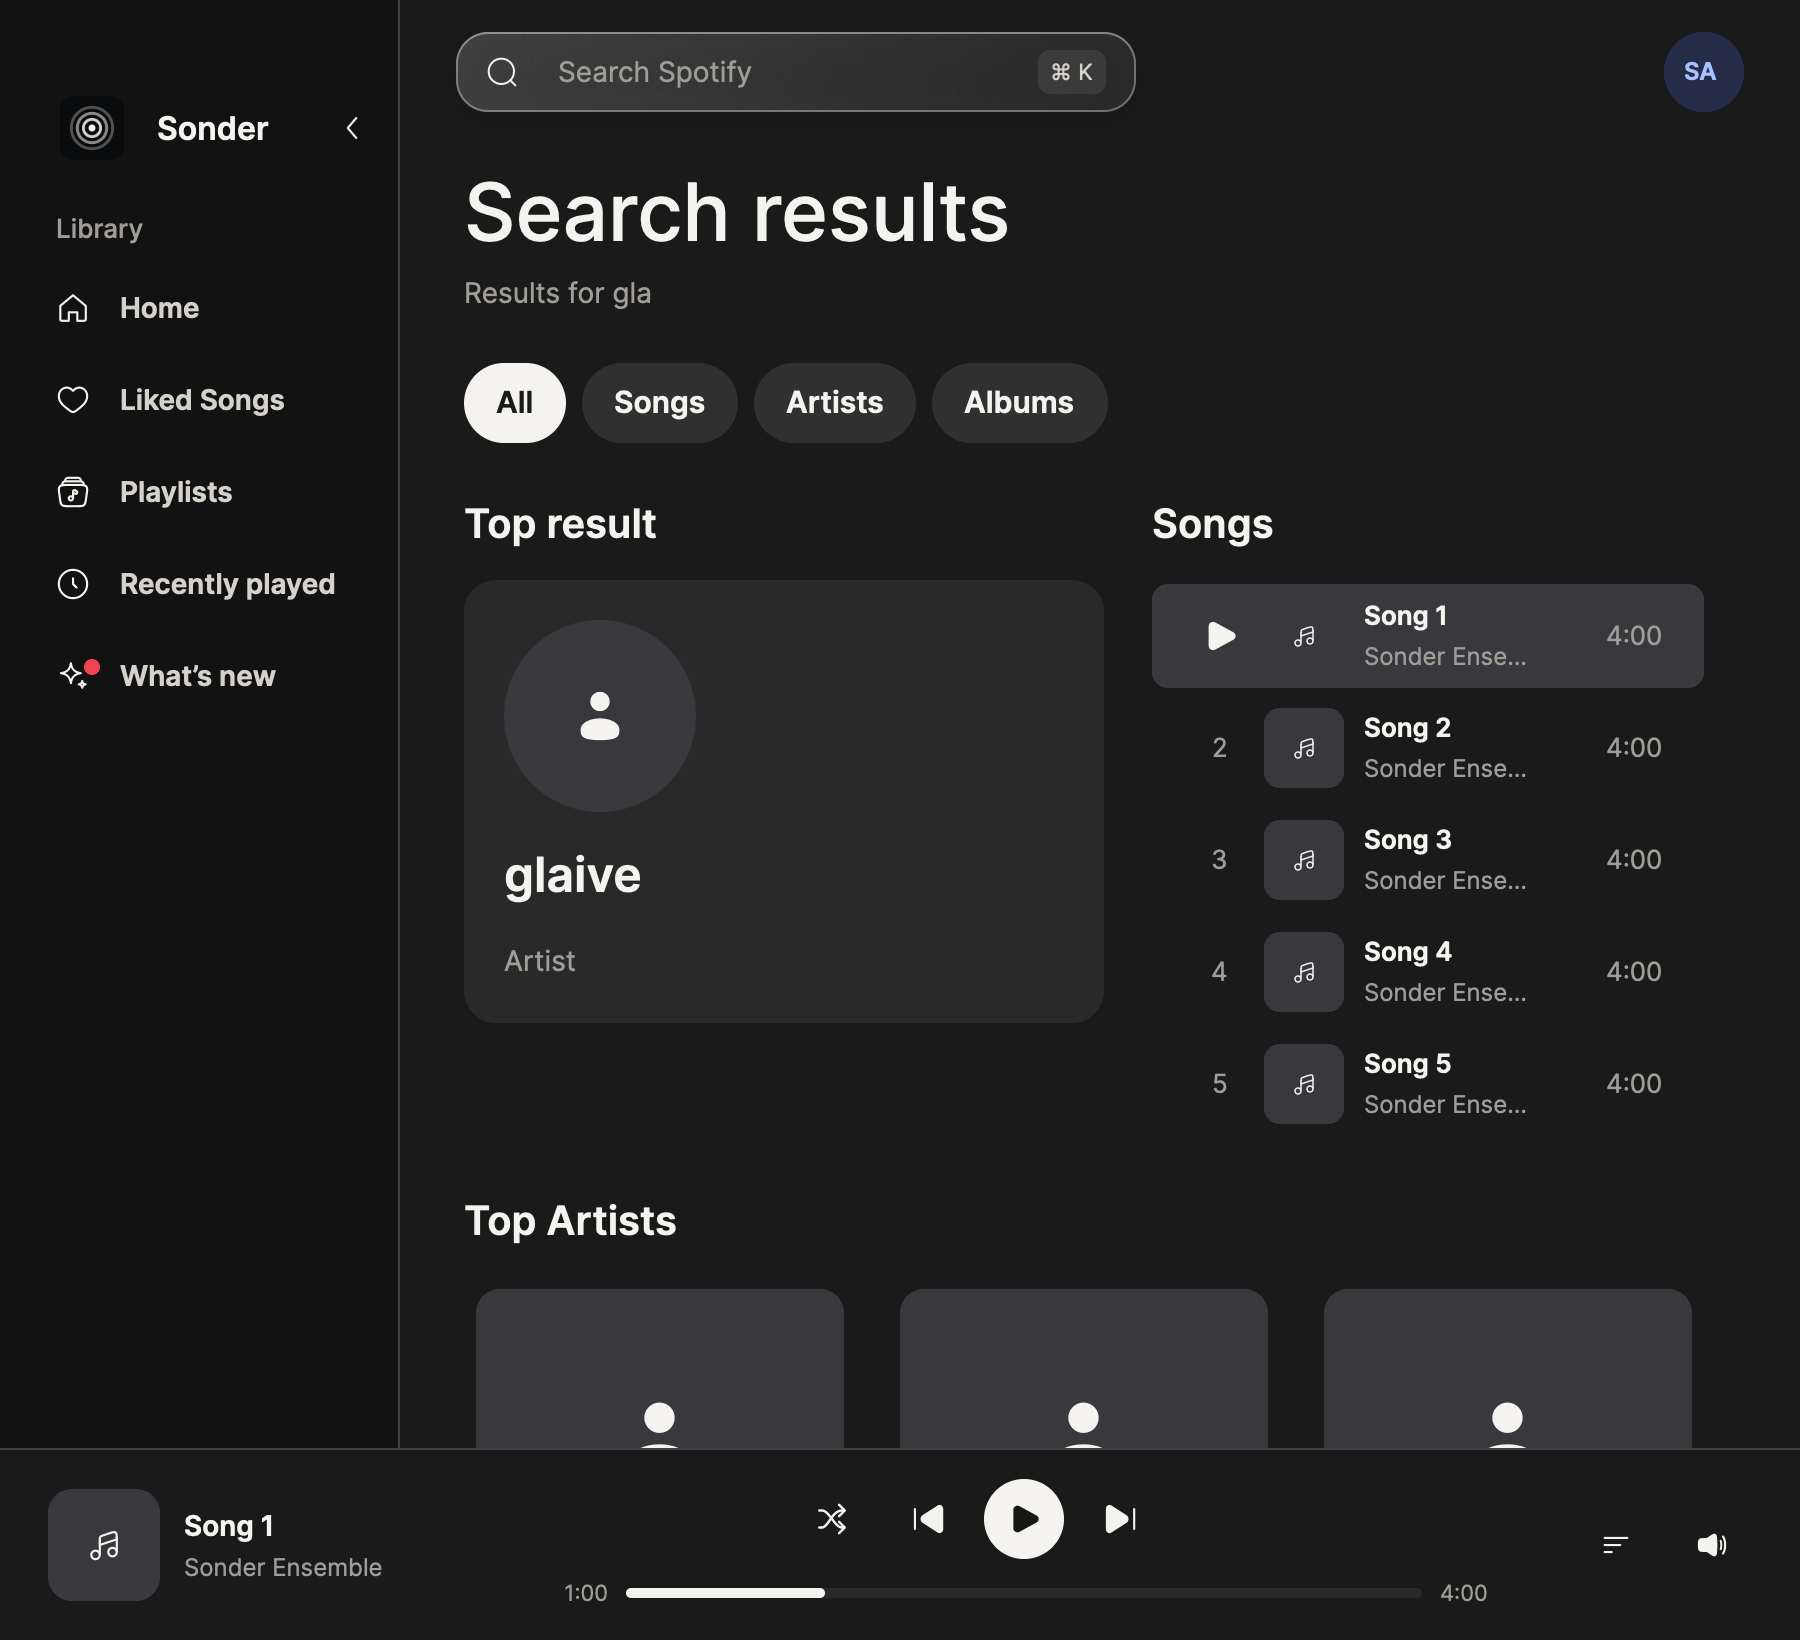 Search Spotify
⌘ K
SA
Sonder
Library
Home
Liked Songs
Playlists
Recently played
What's new
Search results
Results for gla
All
Songs
Artists
Albums
Top result
glaive
Artist
Songs
Song 1
Sonder Ense...
4:00
2
Song 2
Sonder Ense...
4:00
3
Song 3
Sonder Ense...
4:00
4
Song 4
Sonder Ense...
4:00
5
Song 5
Sonder Ense...
4:00
Top Artists
Song 1
Sonder Ensemble
1:00
4:00